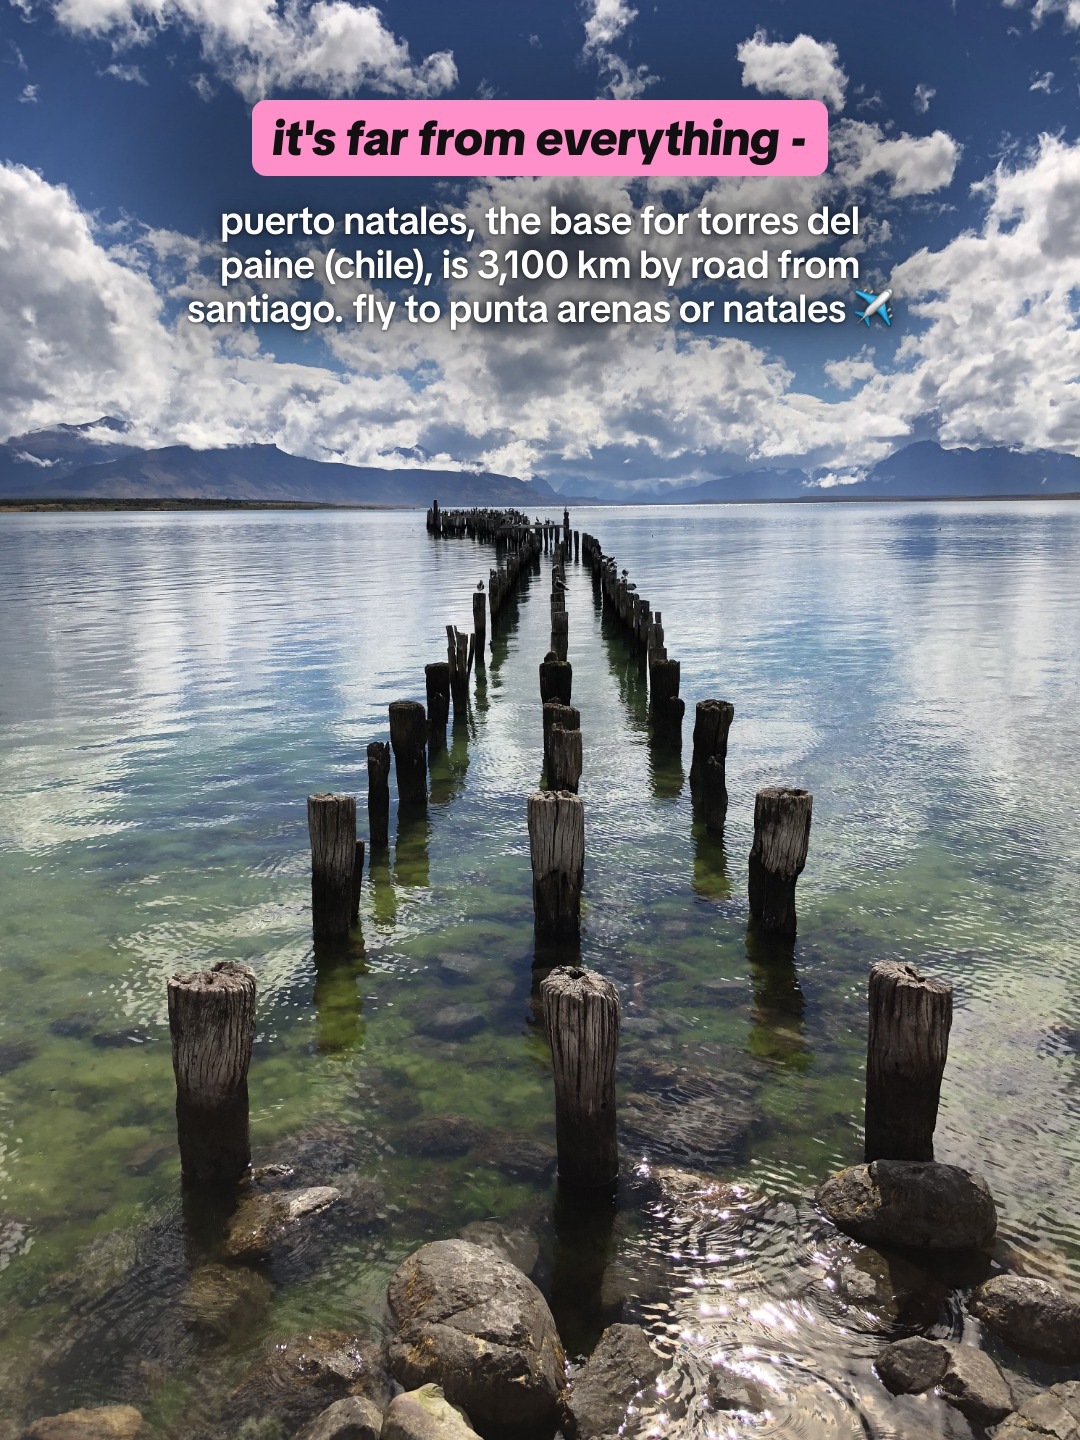 it's far from everything -
puerto natales, the base for torres del
paine (chile), is 3,100 km by road from
santiago. fly to punta arenas or natales ✈️